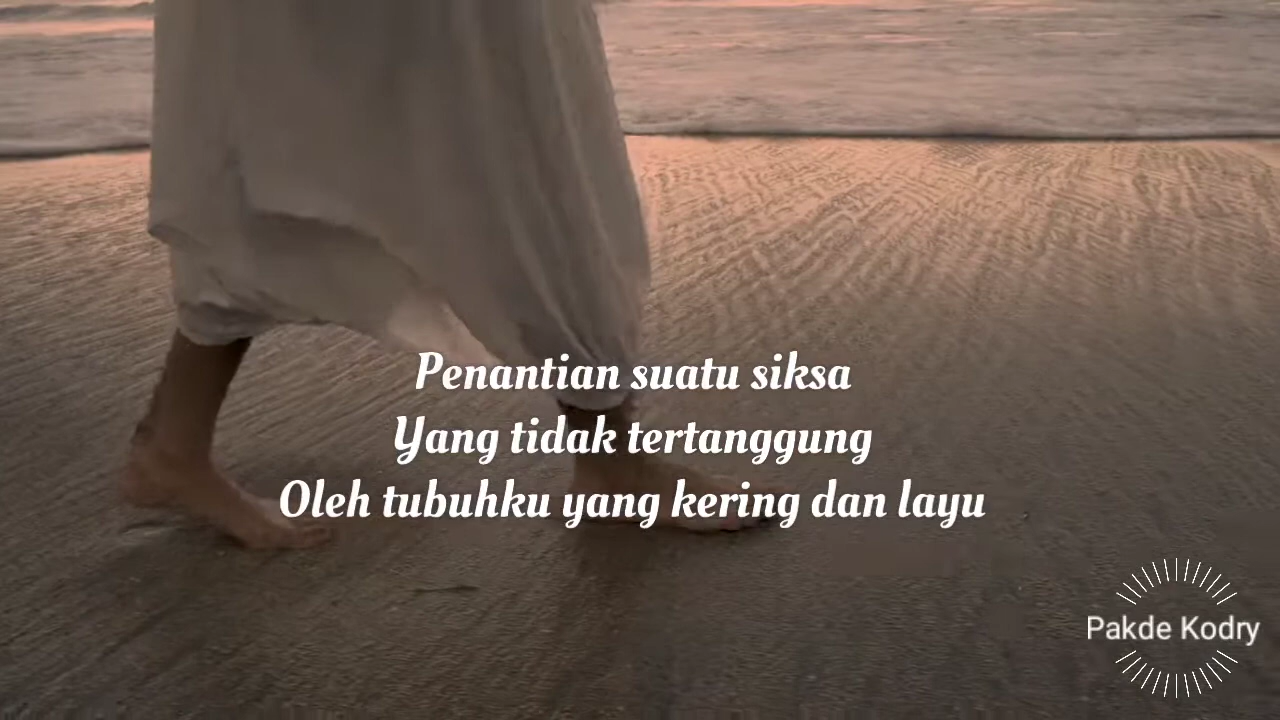 Penantian suatu siksa
Yang tidak tertanggung
Oleh tubuhku yang kering dan layu
Pakde Kodry